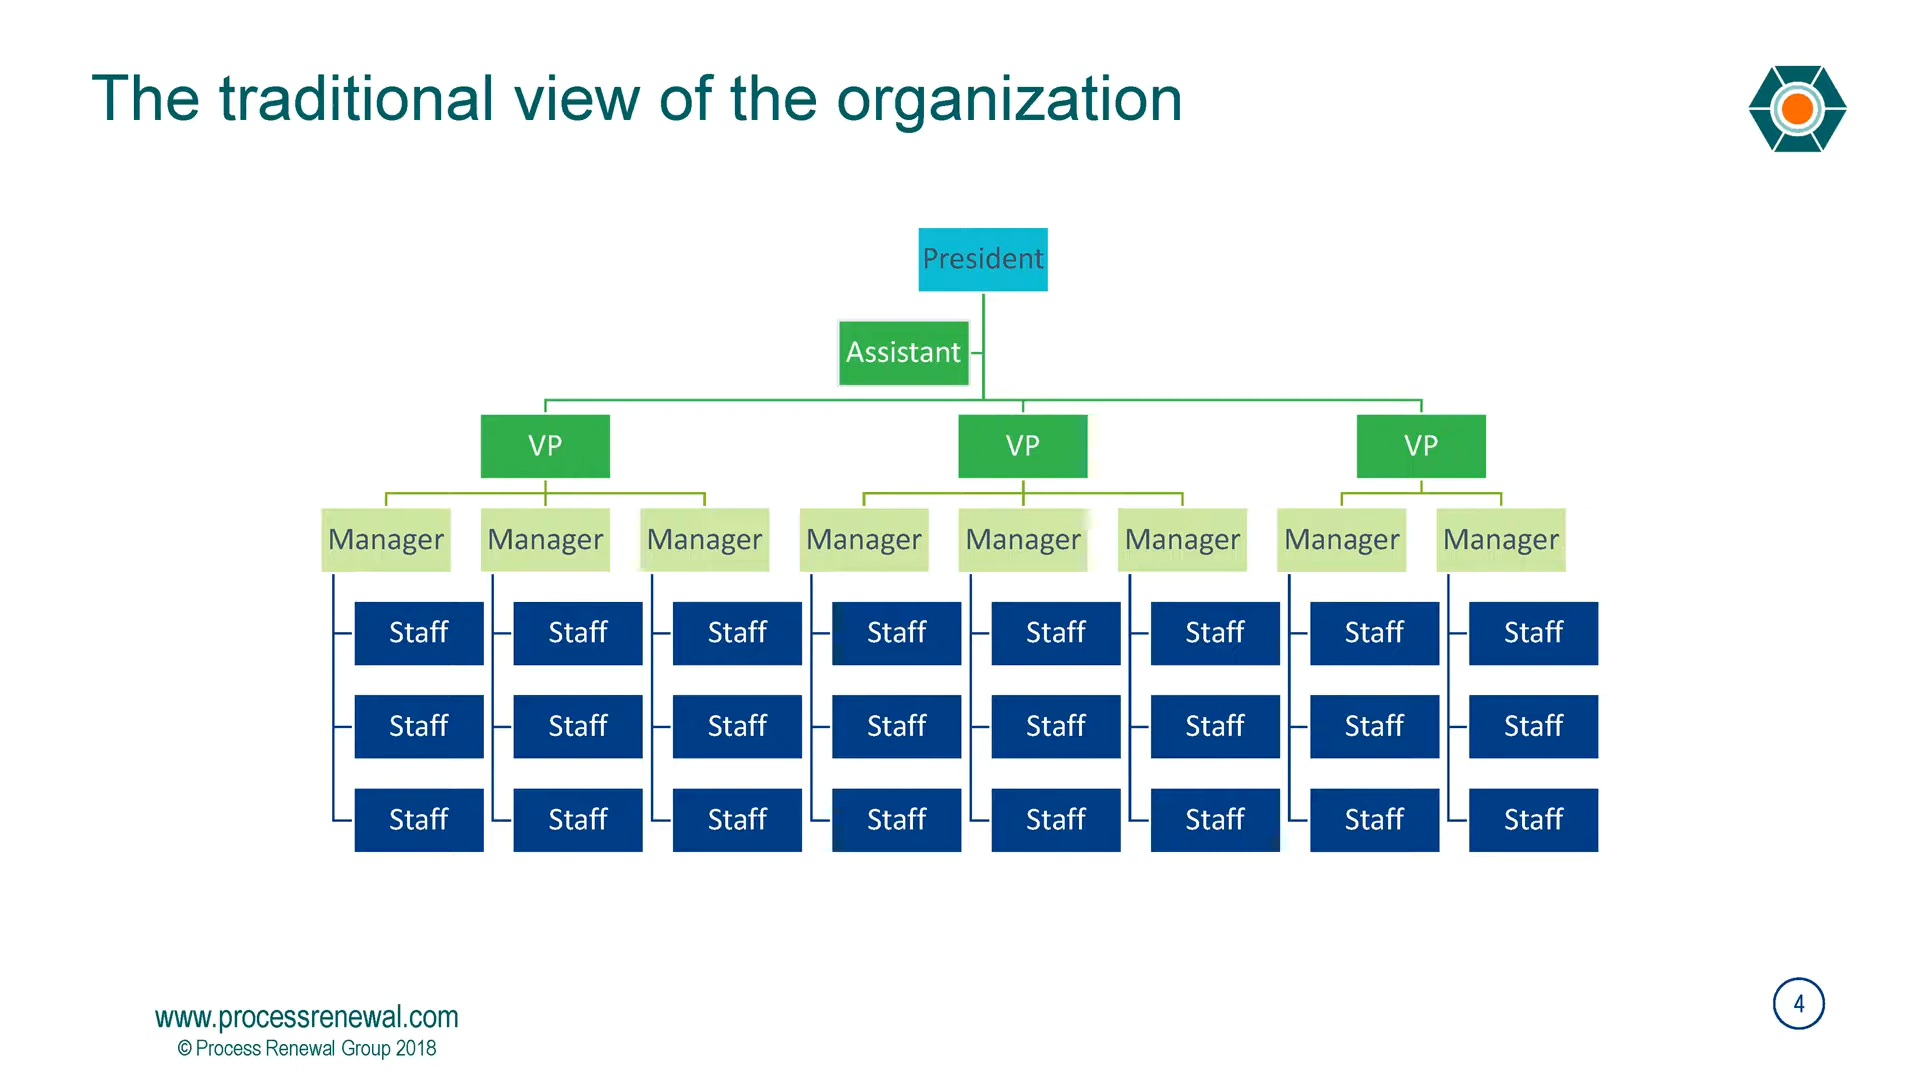 The traditional view of the organization
President
Assistant
VP VP VP
Manager Manager Manager Manager Manager Manager Manager Manager
Staff Staff Staff Staff Staff Staff Staff Staff
Staff Staff Staff Staff Staff Staff Staff Staff
Staff Staff Staff Staff Staff Staff Staff Staff
www.processrenewal.com
© Process Renewal Group 2018
4